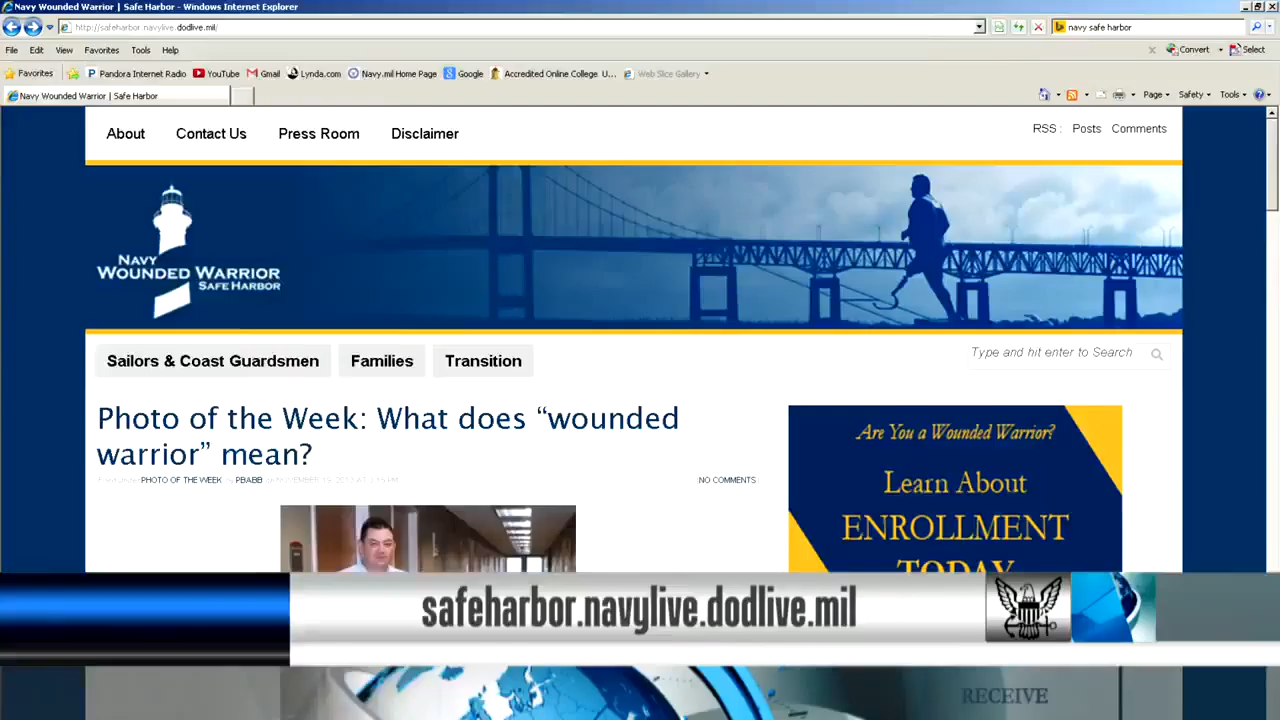 Navy Wounded Warrior | Safe Harbor - Windows Internet Explorer
http://safeharbor.navylive.dodlive.mil/
navy safe harbor
File Edit View Favorites Tools Help
Convert Select
Favorites Pandora Internet Radio YouTube Gmail Lynda.com Navy.mil Home Page Google Accredited Online College U... Web Slice Gallery
Navy Wounded Warrior | Safe Harbor
Page Safety Tools
About Contact Us Press Room Disclaimer
RSS : Posts Comments
NAVY
WOUNDED WARRIOR
SAFE HARBOR
Sailors & Coast Guardsmen Families Transition
Type and hit enter to Search
Photo of the Week: What does “wounded
warrior” mean?
PHOTO OF THE WEEK PBABB
NO COMMENTS
Are You a Wounded Warrior?
Learn About
ENROLLMENT
TODAY
safeharbor.navylive.dodlive.mil
RECEIVE